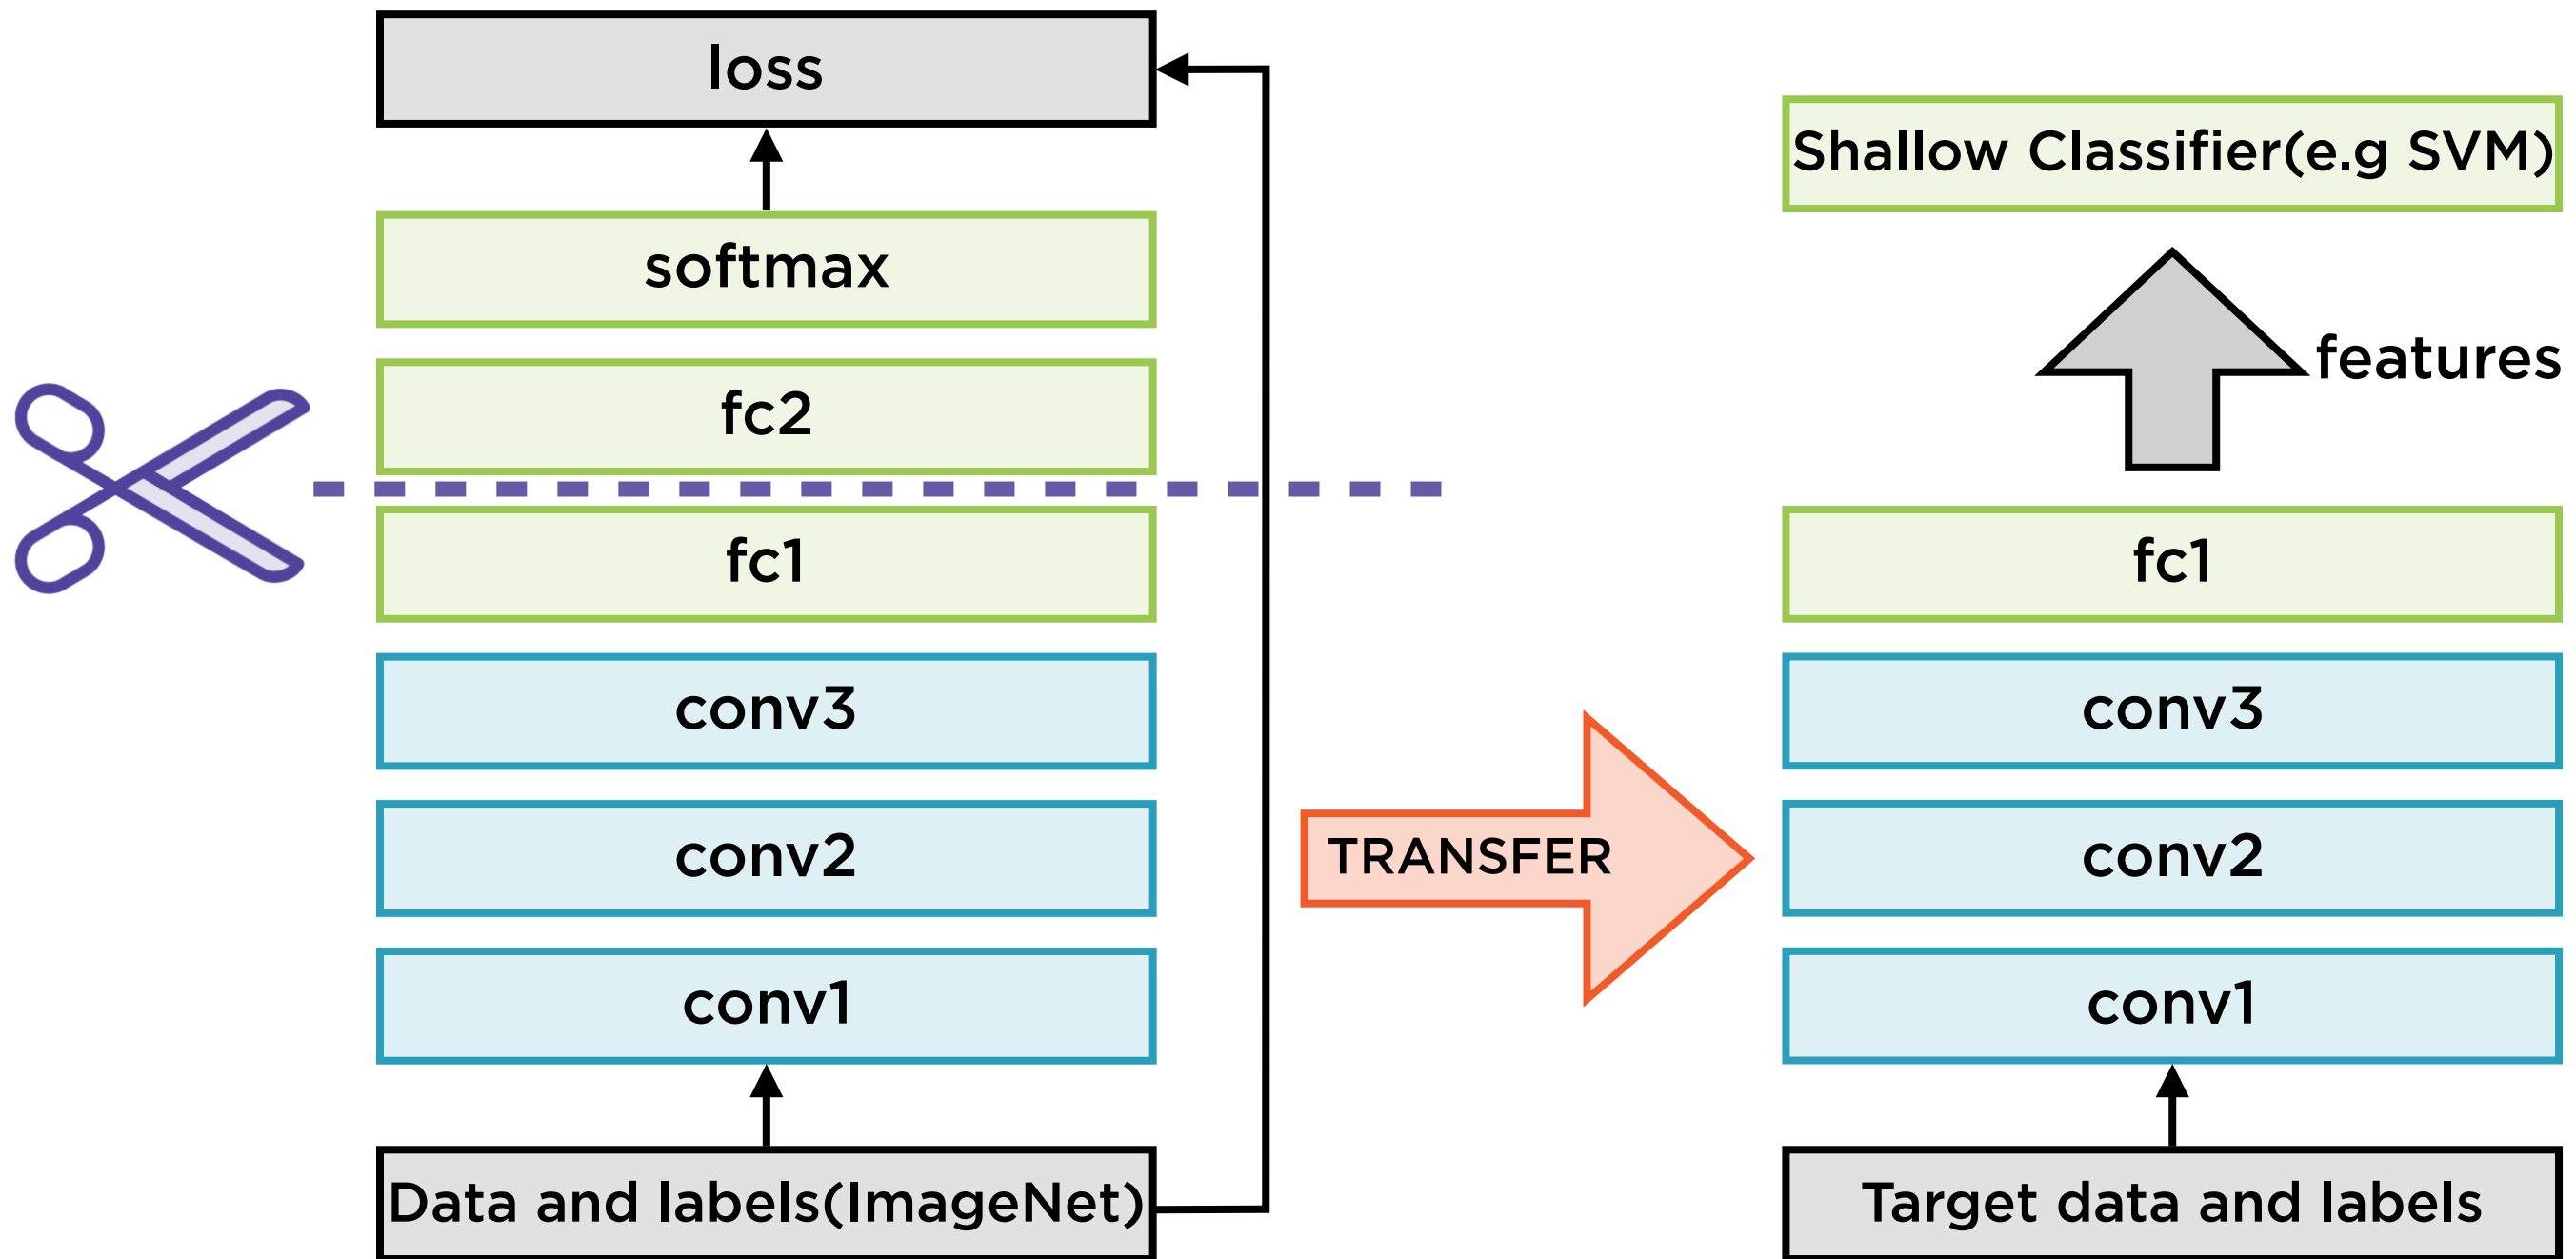 loss
softmax
fc2
fc1
conv3
conv2
conv1
Data and labels(ImageNet)
TRANSFER
Shallow Classifier(e.g SVM)
features
fc1
conv3
conv2
conv1
Target data and labels